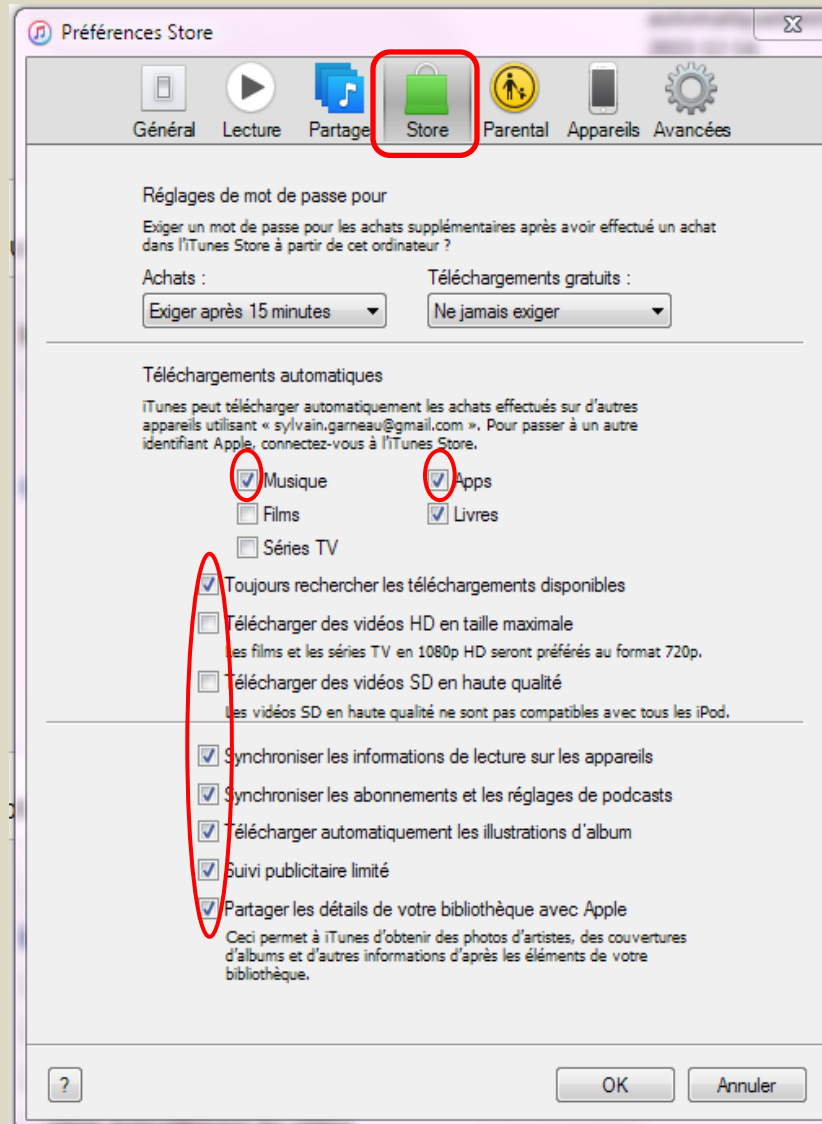 Préférences Store
Général Lecture Partage Store Parental Appareils Avancées
Réglages de mot de passe pour
Exiger un mot de passe pour les achats supplémentaires après avoir effectué un achat
dans l'iTunes Store à partir de cet ordinateur ?
Achats : Téléchargements gratuits :
Exiger après 15 minutes Ne jamais exiger
Téléchargements automatiques
iTunes peut télécharger automatiquement les achats effectués sur d'autres
appareils utilisant « sylvain.garneau@gmail.com ». Pour passer à un autre
identifiant Apple, connectez-vous à l'iTunes Store.
Musique Apps
Films Livres
Séries TV
Toujours rechercher les téléchargements disponibles
Télécharger des vidéos HD en taille maximale
Les films et les séries TV en 1080p HD seront préférés au format 720p.
Télécharger des vidéos SD en haute qualité
Les vidéos SD en haute qualité ne sont pas compatibles avec tous les iPod.
Synchroniser les informations de lecture sur les appareils
Synchroniser les abonnements et les réglages de podcasts
Télécharger automatiquement les illustrations d'album
Suivi publicitaire limité
Partager les détails de votre bibliothèque avec Apple
Ceci permet à iTunes d'obtenir des photos d'artistes, des couvertures
d'albums et d'autres informations d'après les éléments de votre
bibliothèque.
? OK Annuler